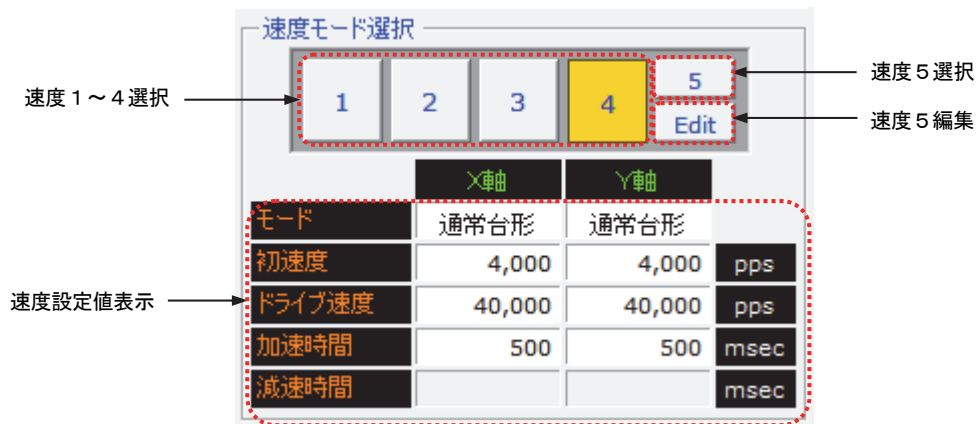 速度モード選択
速度１～４選択
1 2 3 4 5
Edit
速度５選択
速度５編集
X軸 Y軸
モード 通常台形 通常台形
初速度 4,000 4,000 pps
速度設定値表示
ドライブ速度 40,000 40,000 pps
加速時間 500 500 msec
減速時間 msec